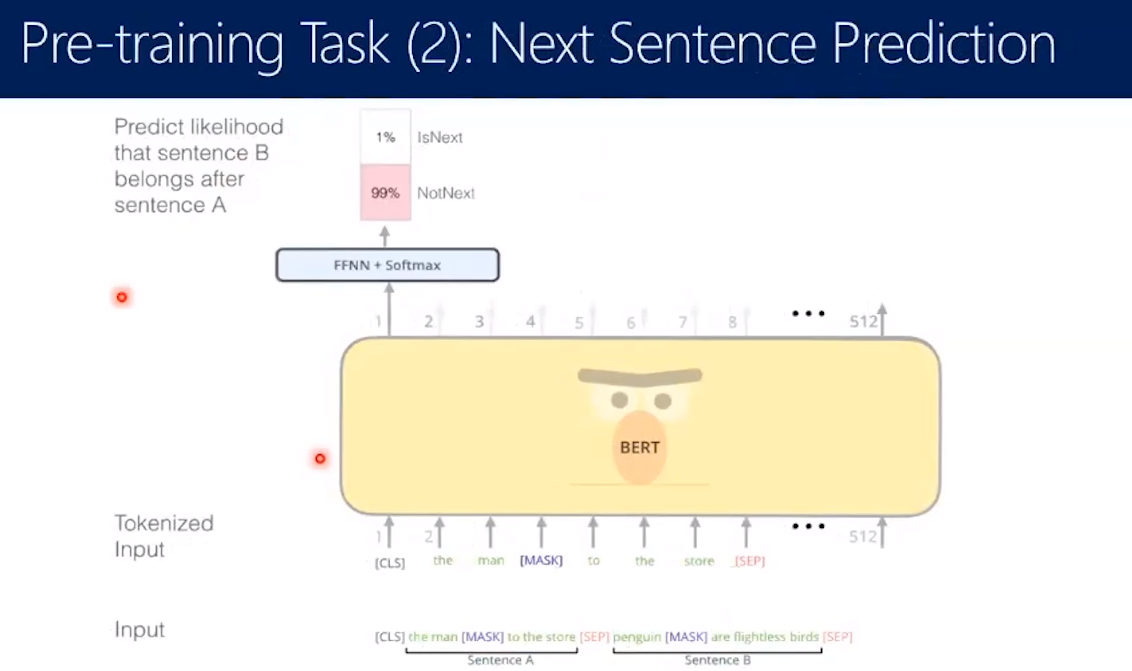 Pre-training Task (2): Next Sentence Prediction
Predict likelihood
that sentence B
belongs after
sentence A
1% IsNext
99% NotNext
FFNN + Softmax
1 2 3 4 5 6 7 8 ••• 512
BERT
Tokenized
Input
1 2 ••• 512
[CLS] the man [MASK] to the store [SEP]
Input
[CLS] the man [MASK] to the store [SEP] penguin [MASK] are flightless birds [SEP]
Sentence A Sentence B